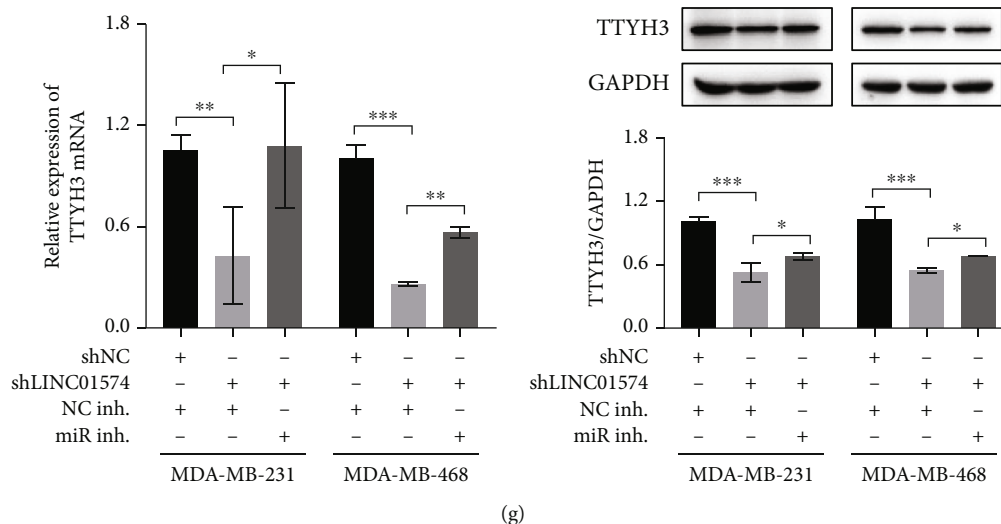 Relative expression of
TTYH3 mRNA
1.8
1.2
0.6
0.0
**
*
***
**
shNC + – – + – –
shLINC01574 – + + – + +
NC inh. + + – + + –
miR inh. – – + – – +
MDA-MB-231 MDA-MB-468
TTYH3
GAPDH
TTYH3/GAPDH
1.8
1.2
0.6
0.0
***
*
***
*
shNC + – – + – –
shLINC01574 – + + – + +
NC inh. + + – + + –
miR inh. – – + – – +
MDA-MB-231 MDA-MB-468
(g)